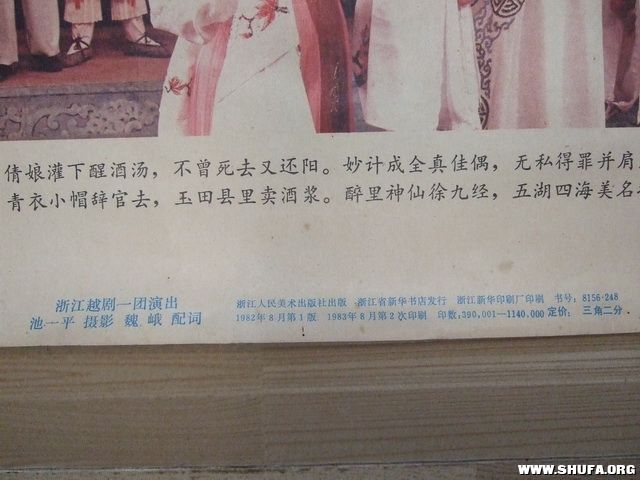 倩娘灌下醒酒汤，不曾死去又还阳。妙计成全真佳偶，无私得罪并肩
青衣小帽辞官去，玉田县里卖酒浆。醉里神仙徐九经，五湖四海美名
浙江越剧一团演出
池一平 摄影 魏 峨 配词
浙江人民美术出版社出版 浙江省新华书店发行 浙江新华印刷厂印刷 书号：8156·248
1982年8月第1版 1983年8月第2次印刷 印数：390,001—1140,000 定价： 三角二分
WWW.SHUFA.ORG